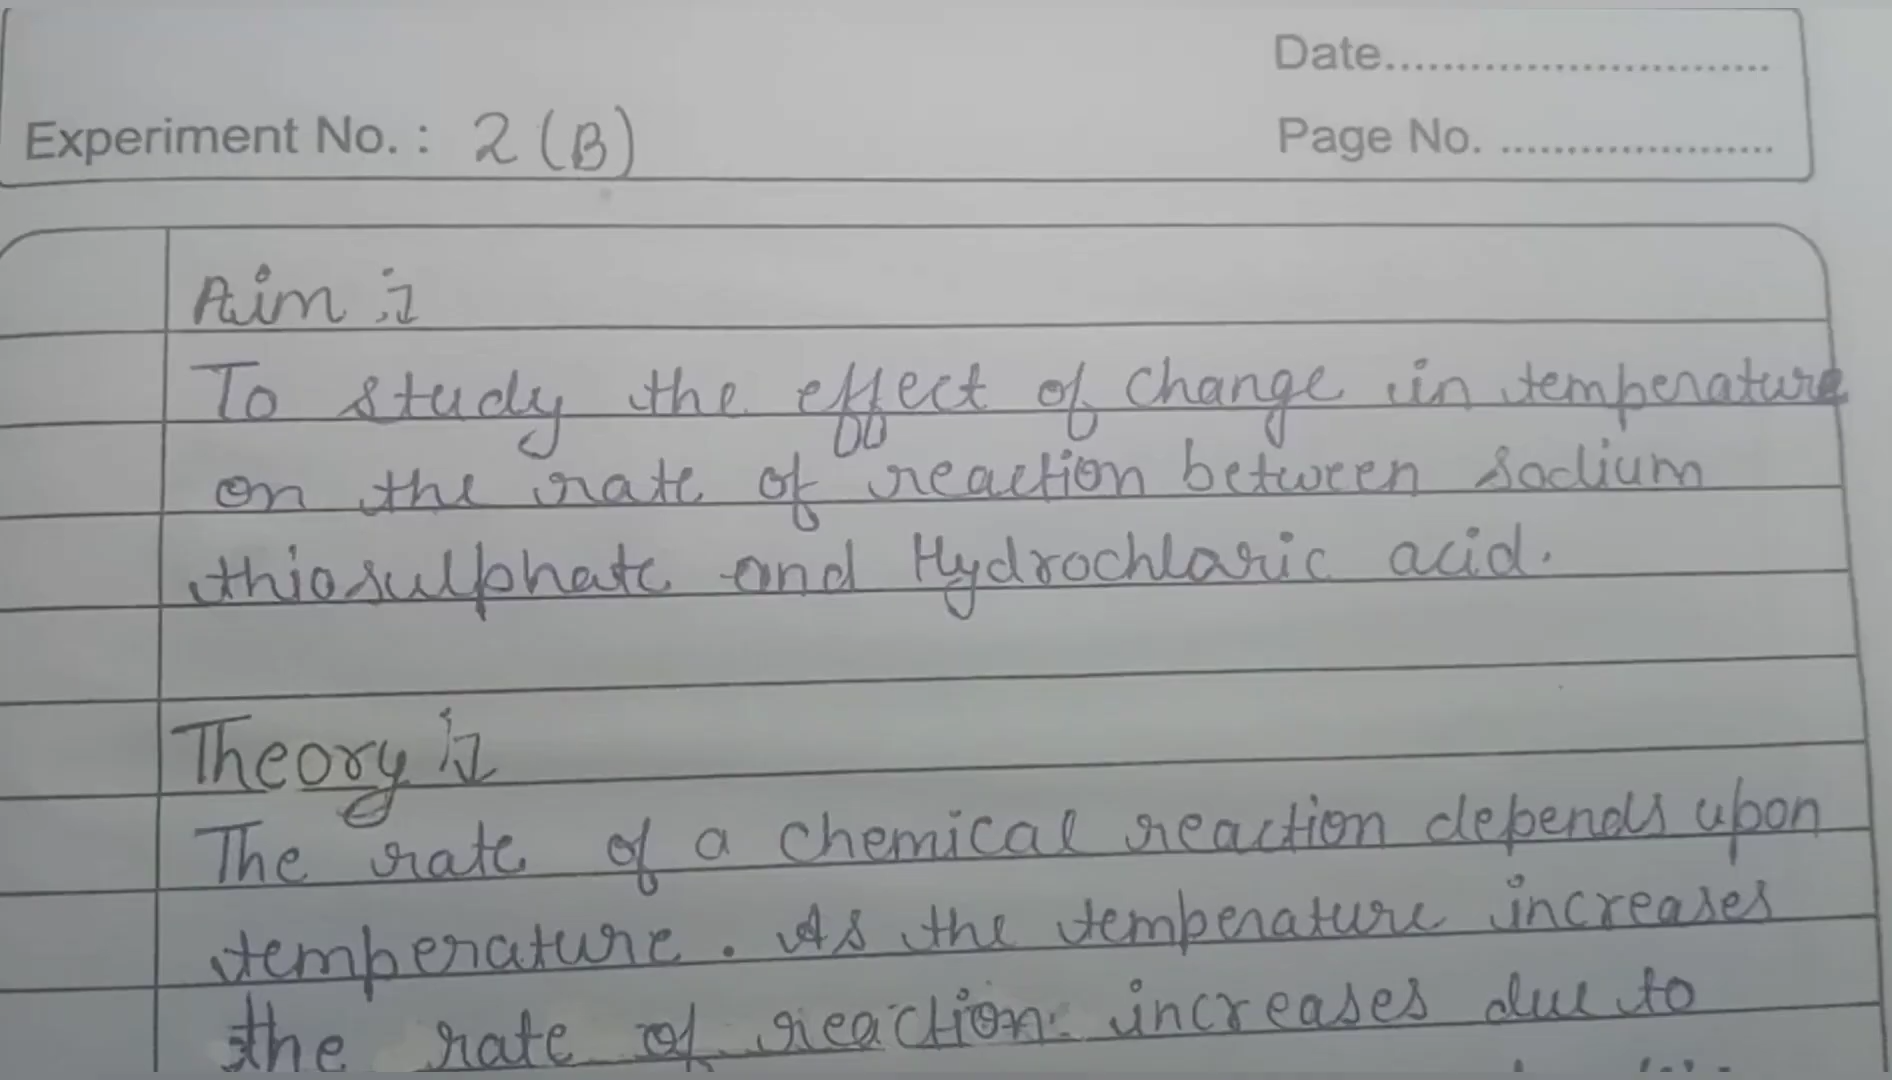 Date..............................
Experiment No. : 2 (B)
Page No. .....................
Aim :-
To study the effect of change in temperature
on the rate of reaction between sodium
thiosulphate and Hydrochloric acid.
Theory :-
The rate of a chemical reaction depends upon
temperature. As the temperature increases
the rate of reaction increases due to